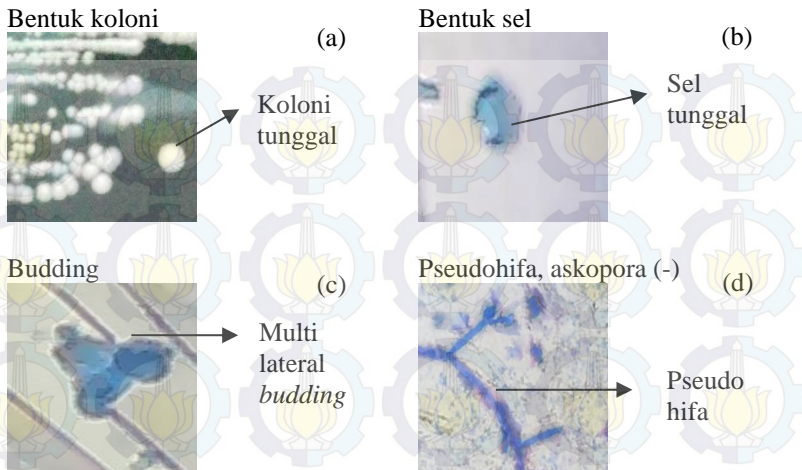 Bentuk koloni
(a)
Koloni
tunggal
Bentuk sel
(b)
Sel
tunggal
Budding
(c)
Multi
lateral
budding
Pseudohifa, askopora (-)
(d)
Pseudo
hifa